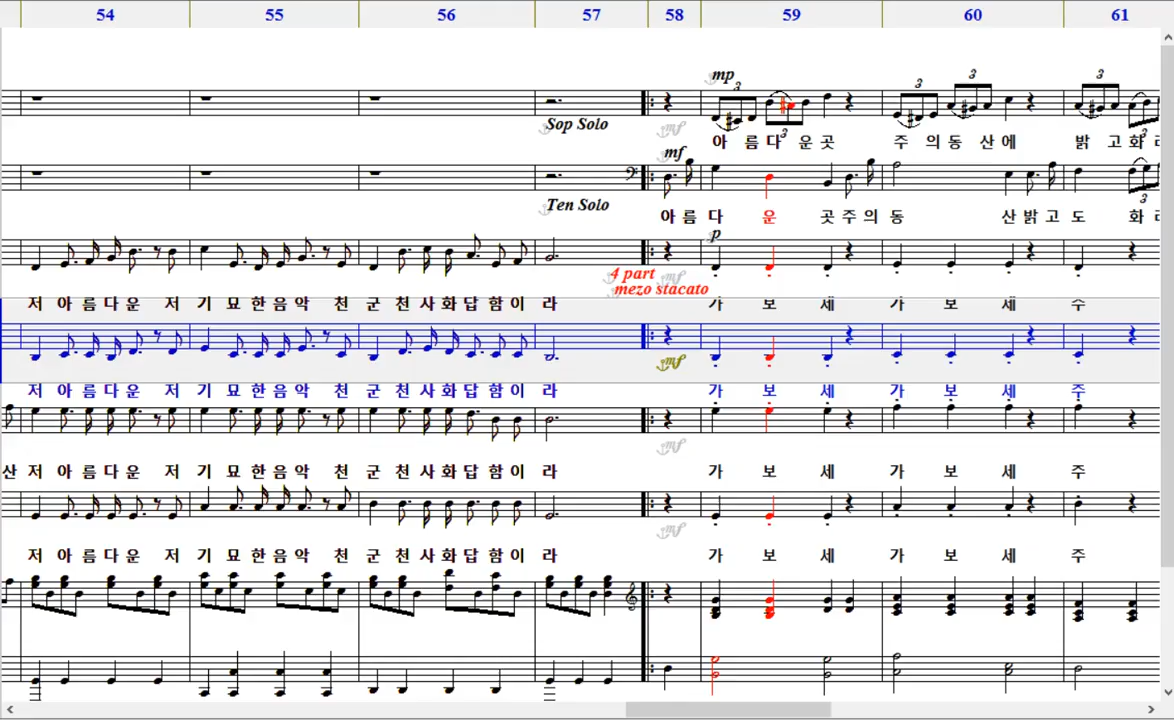 54 55 56 57 58 59 60 61
mp
3 3 3 3 3
Sop Solo
mf
아 름 다 운 곳 주 의 동 산 에 밝 고 화
mf
3
Ten Solo
아 름 다 운 곳 주 의 동 산 밝 고 도 화
p
4 part
mf
mezo stacato
저 아 름 다 운 저 기 묘 한 음 악 천 군 천 사 화 답 함 이 라 가 보 세 가 보 세 주
mf
저 아 름 다 운 저 기 묘 한 음 악 천 군 천 사 화 답 함 이 라 가 보 세 가 보 세 주
mf
산 저 아 름 다 운 저 기 묘 한 음 악 천 군 천 사 화 답 함 이 라 가 보 세 가 보 세 주
mf
저 아 름 다 운 저 기 묘 한 음 악 천 군 천 사 화 답 함 이 라 가 보 세 가 보 세 주